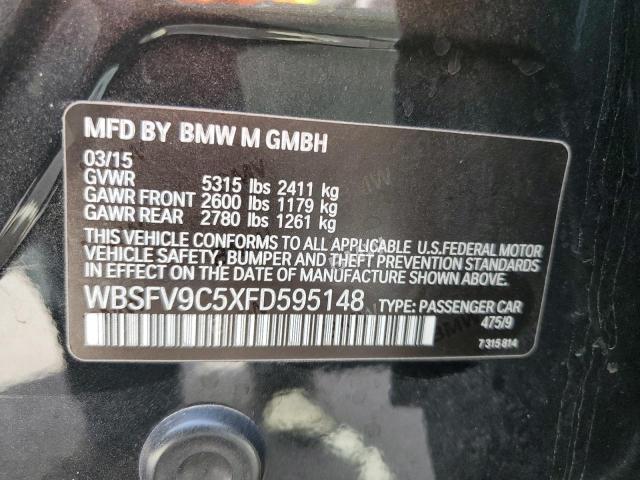 MFD BY BMW M GMBH
03/15
GVWR 5315 lbs 2411 kg
GAWR FRONT 2600 lbs 1179 kg
GAWR REAR 2780 lbs 1261 kg
THIS VEHICLE CONFORMS TO ALL APPLICABLE U.S.FEDERAL MOTOR
VEHICLE SAFETY, BUMPER AND THEFT PREVENTION STANDARDS
IN EFFECT ON THE DATE OF MANUFACTURE SHOWN ABOVE.
WBSFV9C5XFD595148 TYPE: PASSENGER CAR
475/9
7 315 814